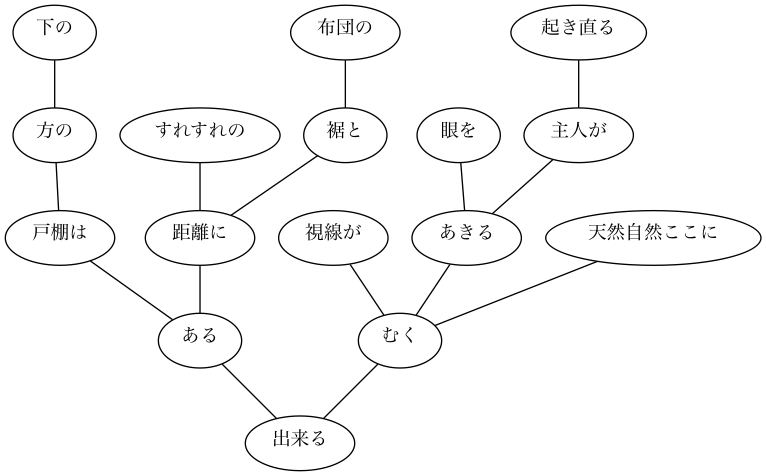 下の
布団の
起き直る
方の
すれすれの
裾と
眼を
主人が
戸棚は
距離に
視線が
あきる
天然自然ここに
ある
むく
出来る